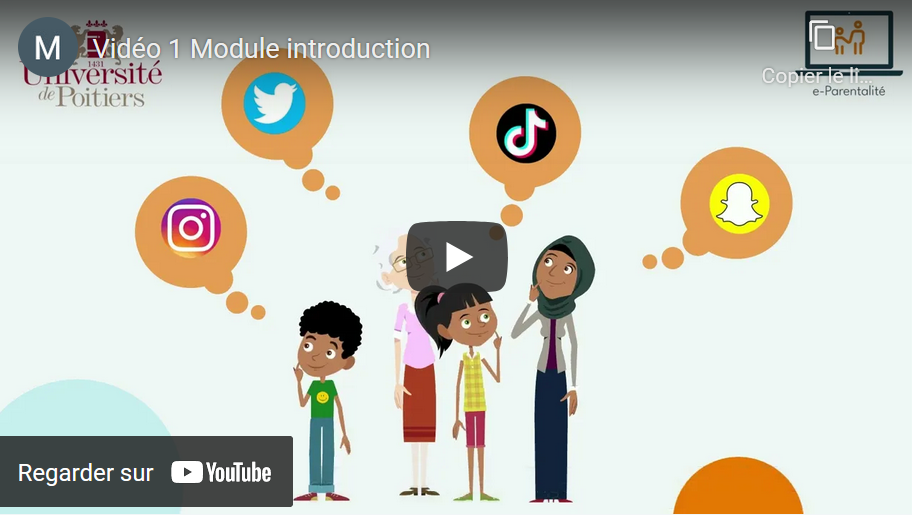 M
Vidéo 1 Module introduction
1431
Université
de Poitiers
Copier le li...
e-Parentalité
Regarder sur YouTube